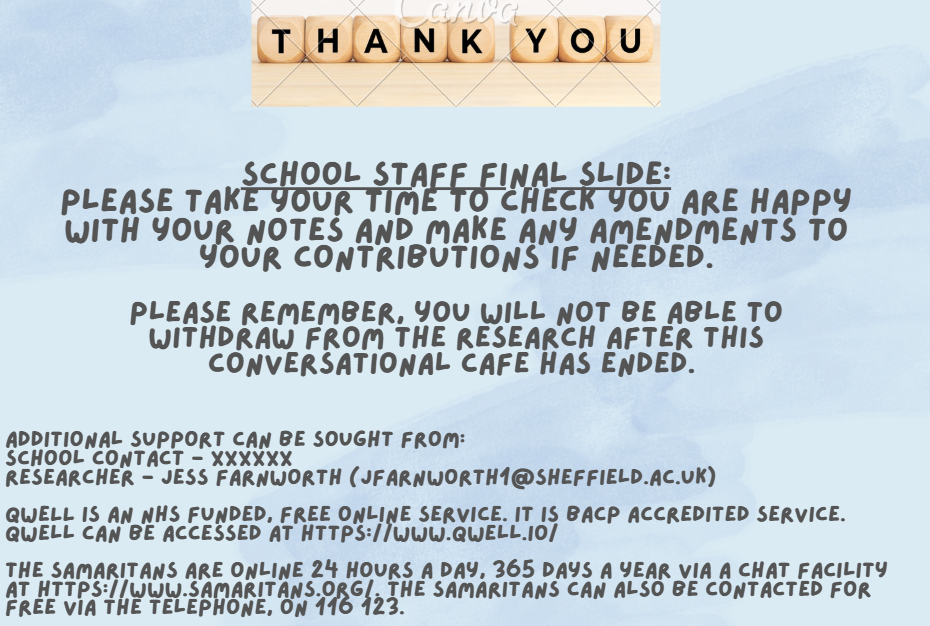 Canva
THANK YOU
SCHOOL STAFF FINAL SLIDE:
PLEASE TAKE YOUR TIME TO CHECK YOU ARE HAPPY
WITH YOUR NOTES AND MAKE ANY AMENDMENTS TO
YOUR CONTRIBUTIONS IF NEEDED.
PLEASE REMEMBER, YOU WILL NOT BE ABLE TO
WITHDRAW FROM THE RESEARCH AFTER THIS
CONVERSATIONAL CAFE HAS ENDED.
ADDITIONAL SUPPORT CAN BE SOUGHT FROM:
SCHOOL CONTACT - XXXXXX
RESEARCHER - JESS FARNWORTH (JFARNWORTH1@SHEFFIELD.AC.UK)
QWELL IS AN NHS FUNDED, FREE ONLINE SERVICE. IT IS BACP ACCREDITED SERVICE.
QWELL CAN BE ACCESSED AT HTTPS://WWW.QWELL.IO/
THE SAMARITANS ARE ONLINE 24 HOURS A DAY, 365 DAYS A YEAR VIA A CHAT FACILITY
AT HTTPS://WWW.SAMARITANS.ORG/. THE SAMARITANS CAN ALSO BE CONTACTED FOR
FREE VIA THE TELEPHONE, ON 116 123.